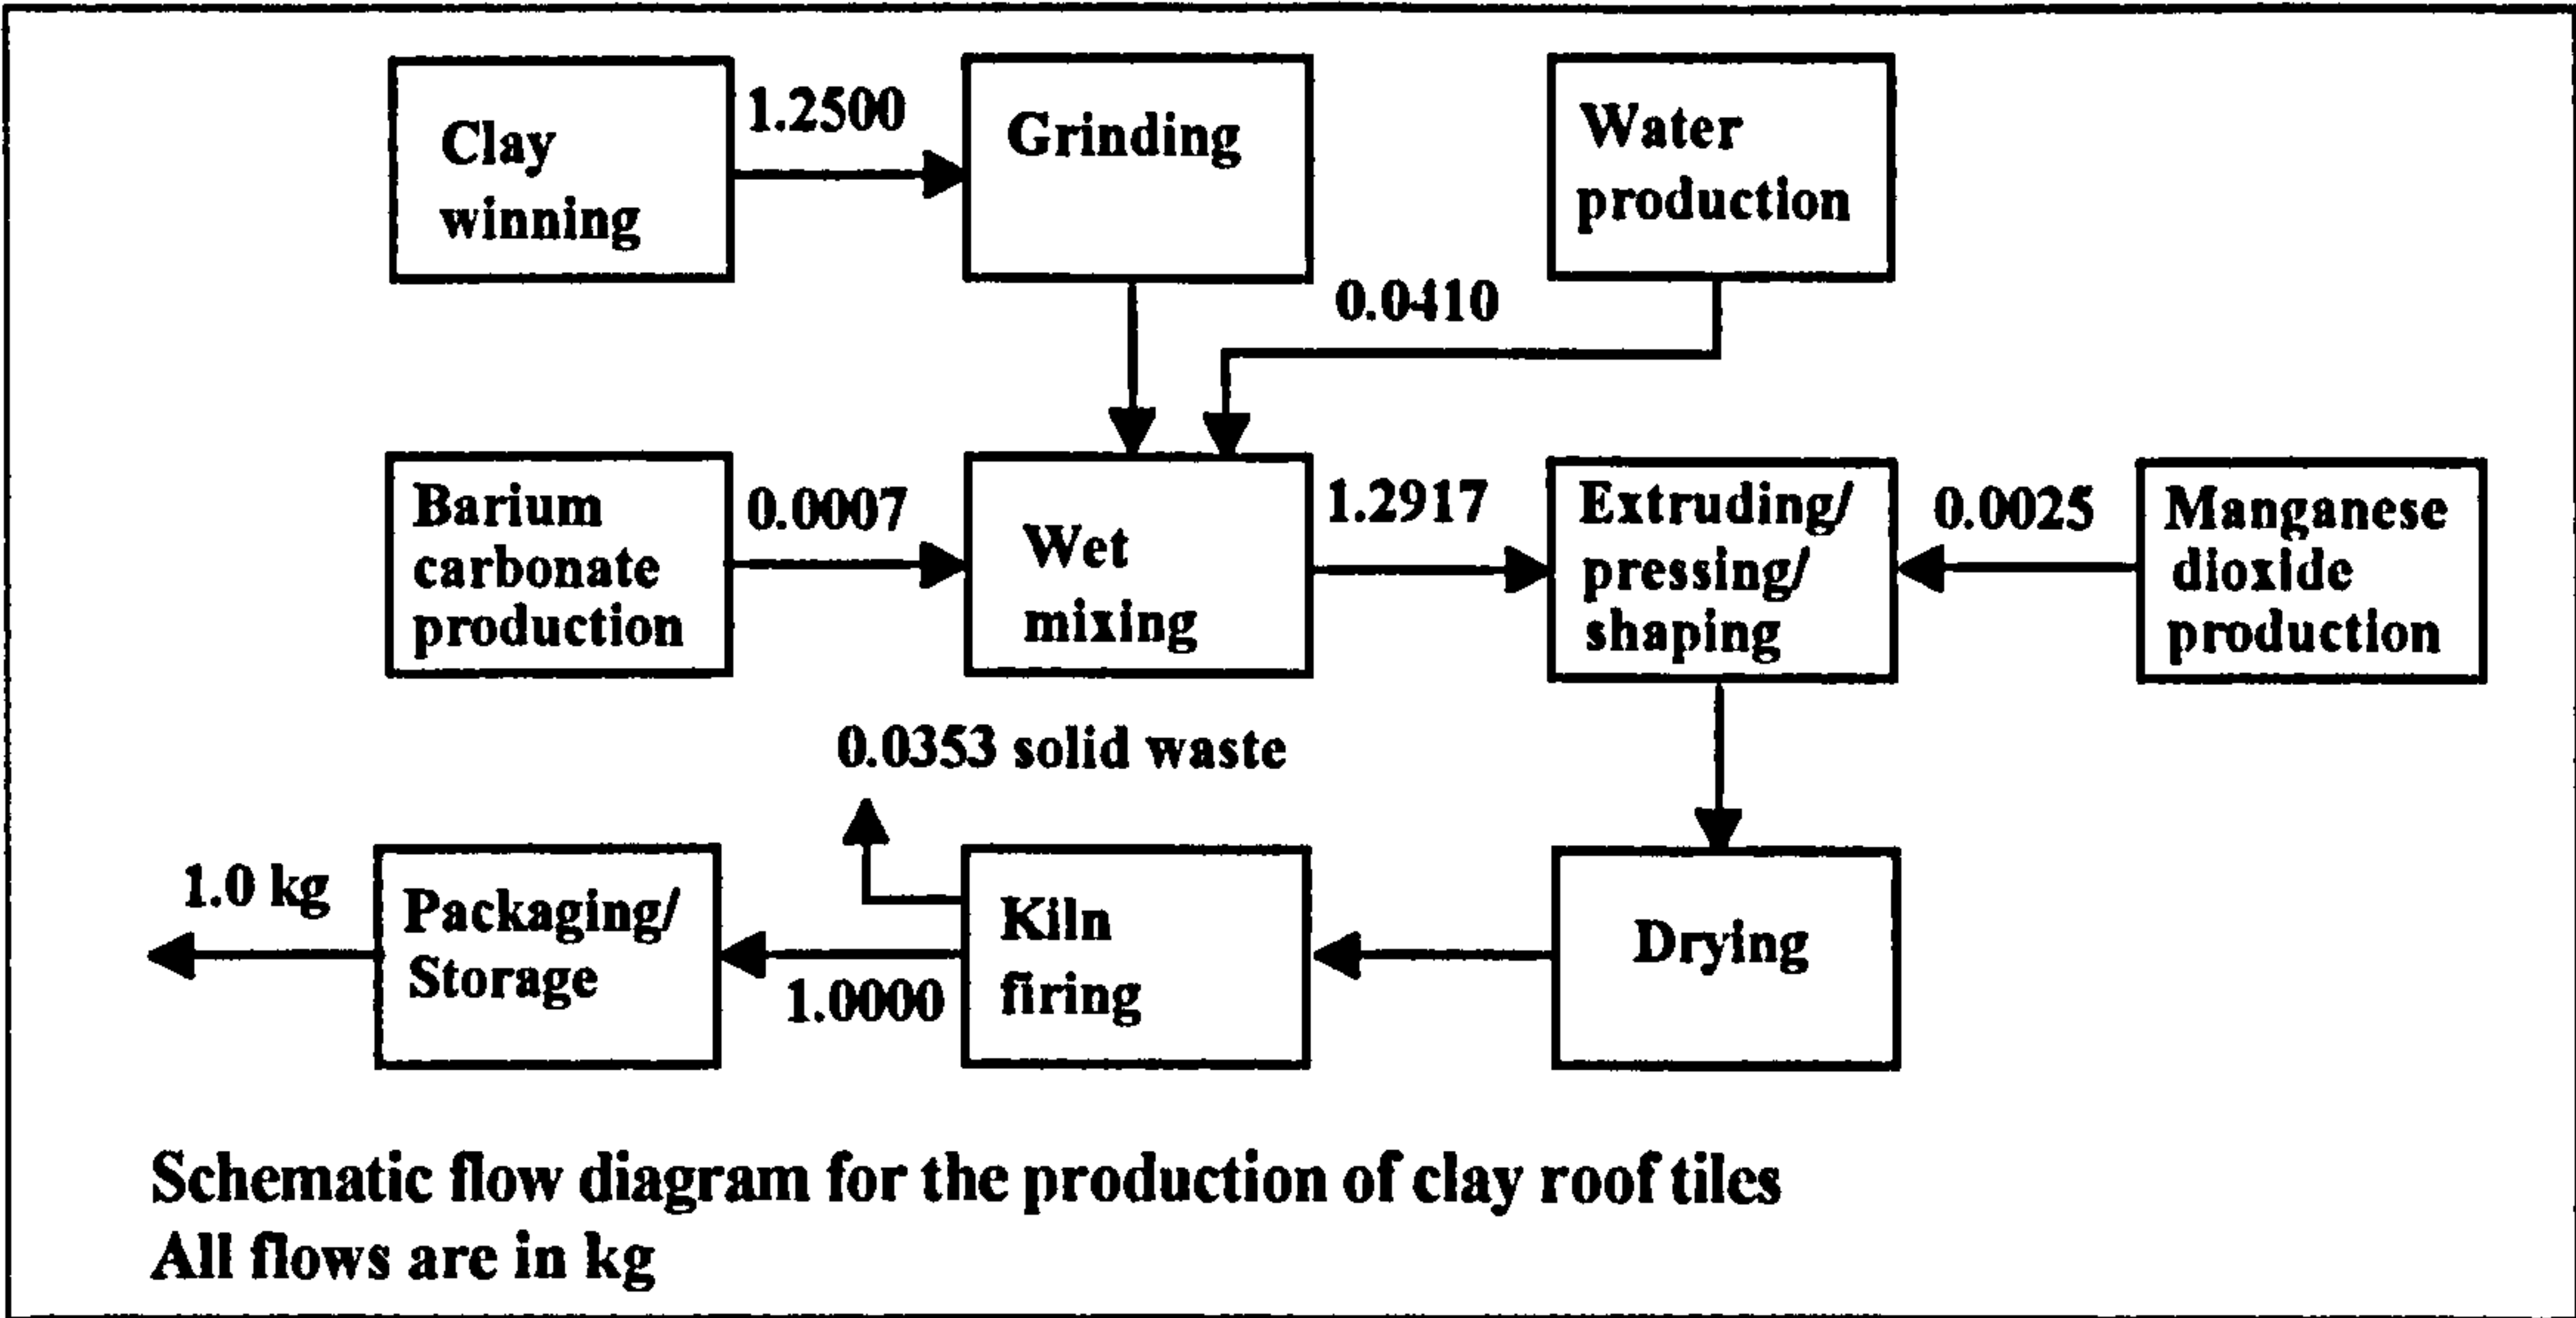 Clay
winning
1.2500
Grinding
Water
production
0.0410
Barium
carbonate
production
0.0007
Wet
mixing
1.2917
Extruding/
pressing/
shaping
0.0025
Manganese
dioxide
production
0.0353 solid waste
1.0 kg
Packaging/
Storage
1.0000
Kiln
firing
Drying
Schematic flow diagram for the production of clay roof tiles
All flows are in kg